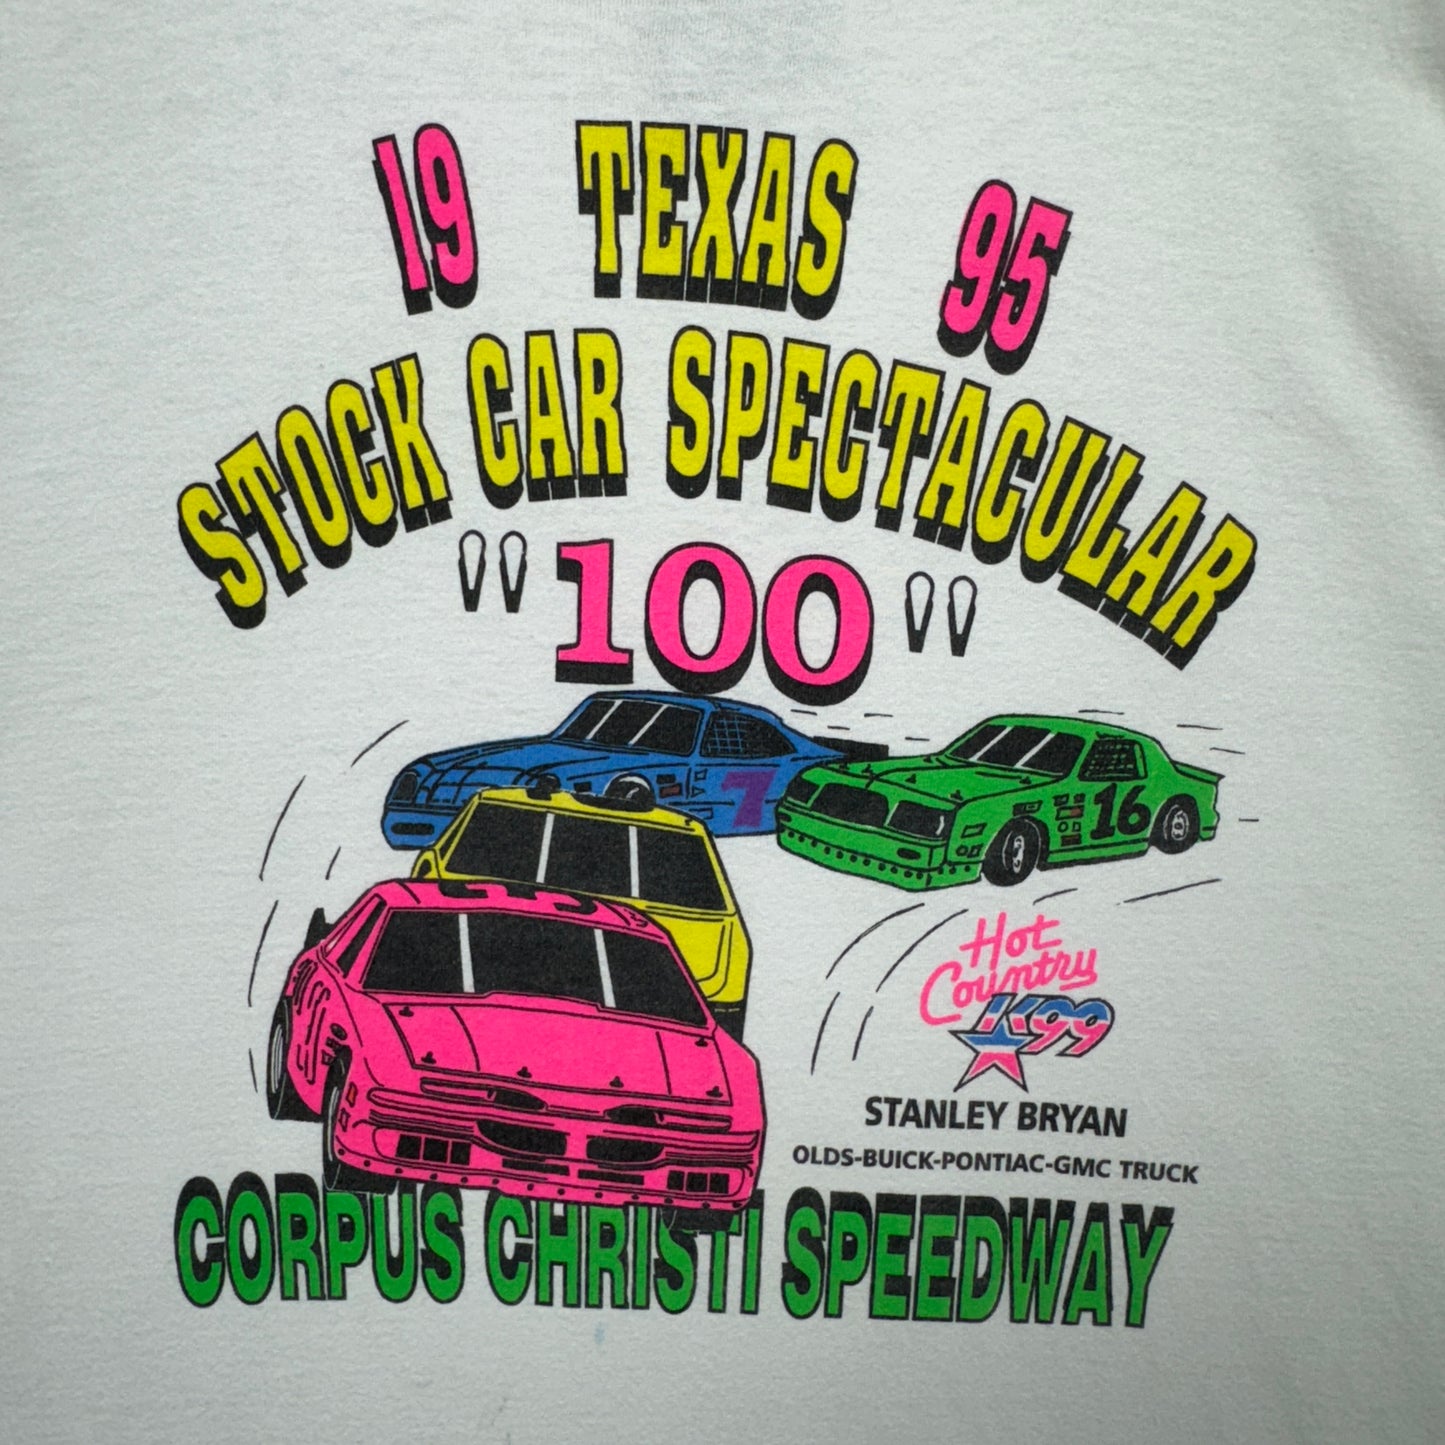 19 TEXAS 95
STOCK CAR SPECTACULAR
"100"
7
16
Hot
Country
K99
STANLEY BRYAN
OLDS-BUICK-PONTIAC-GMC TRUCK
CORPUS CHRISTI SPEEDWAY